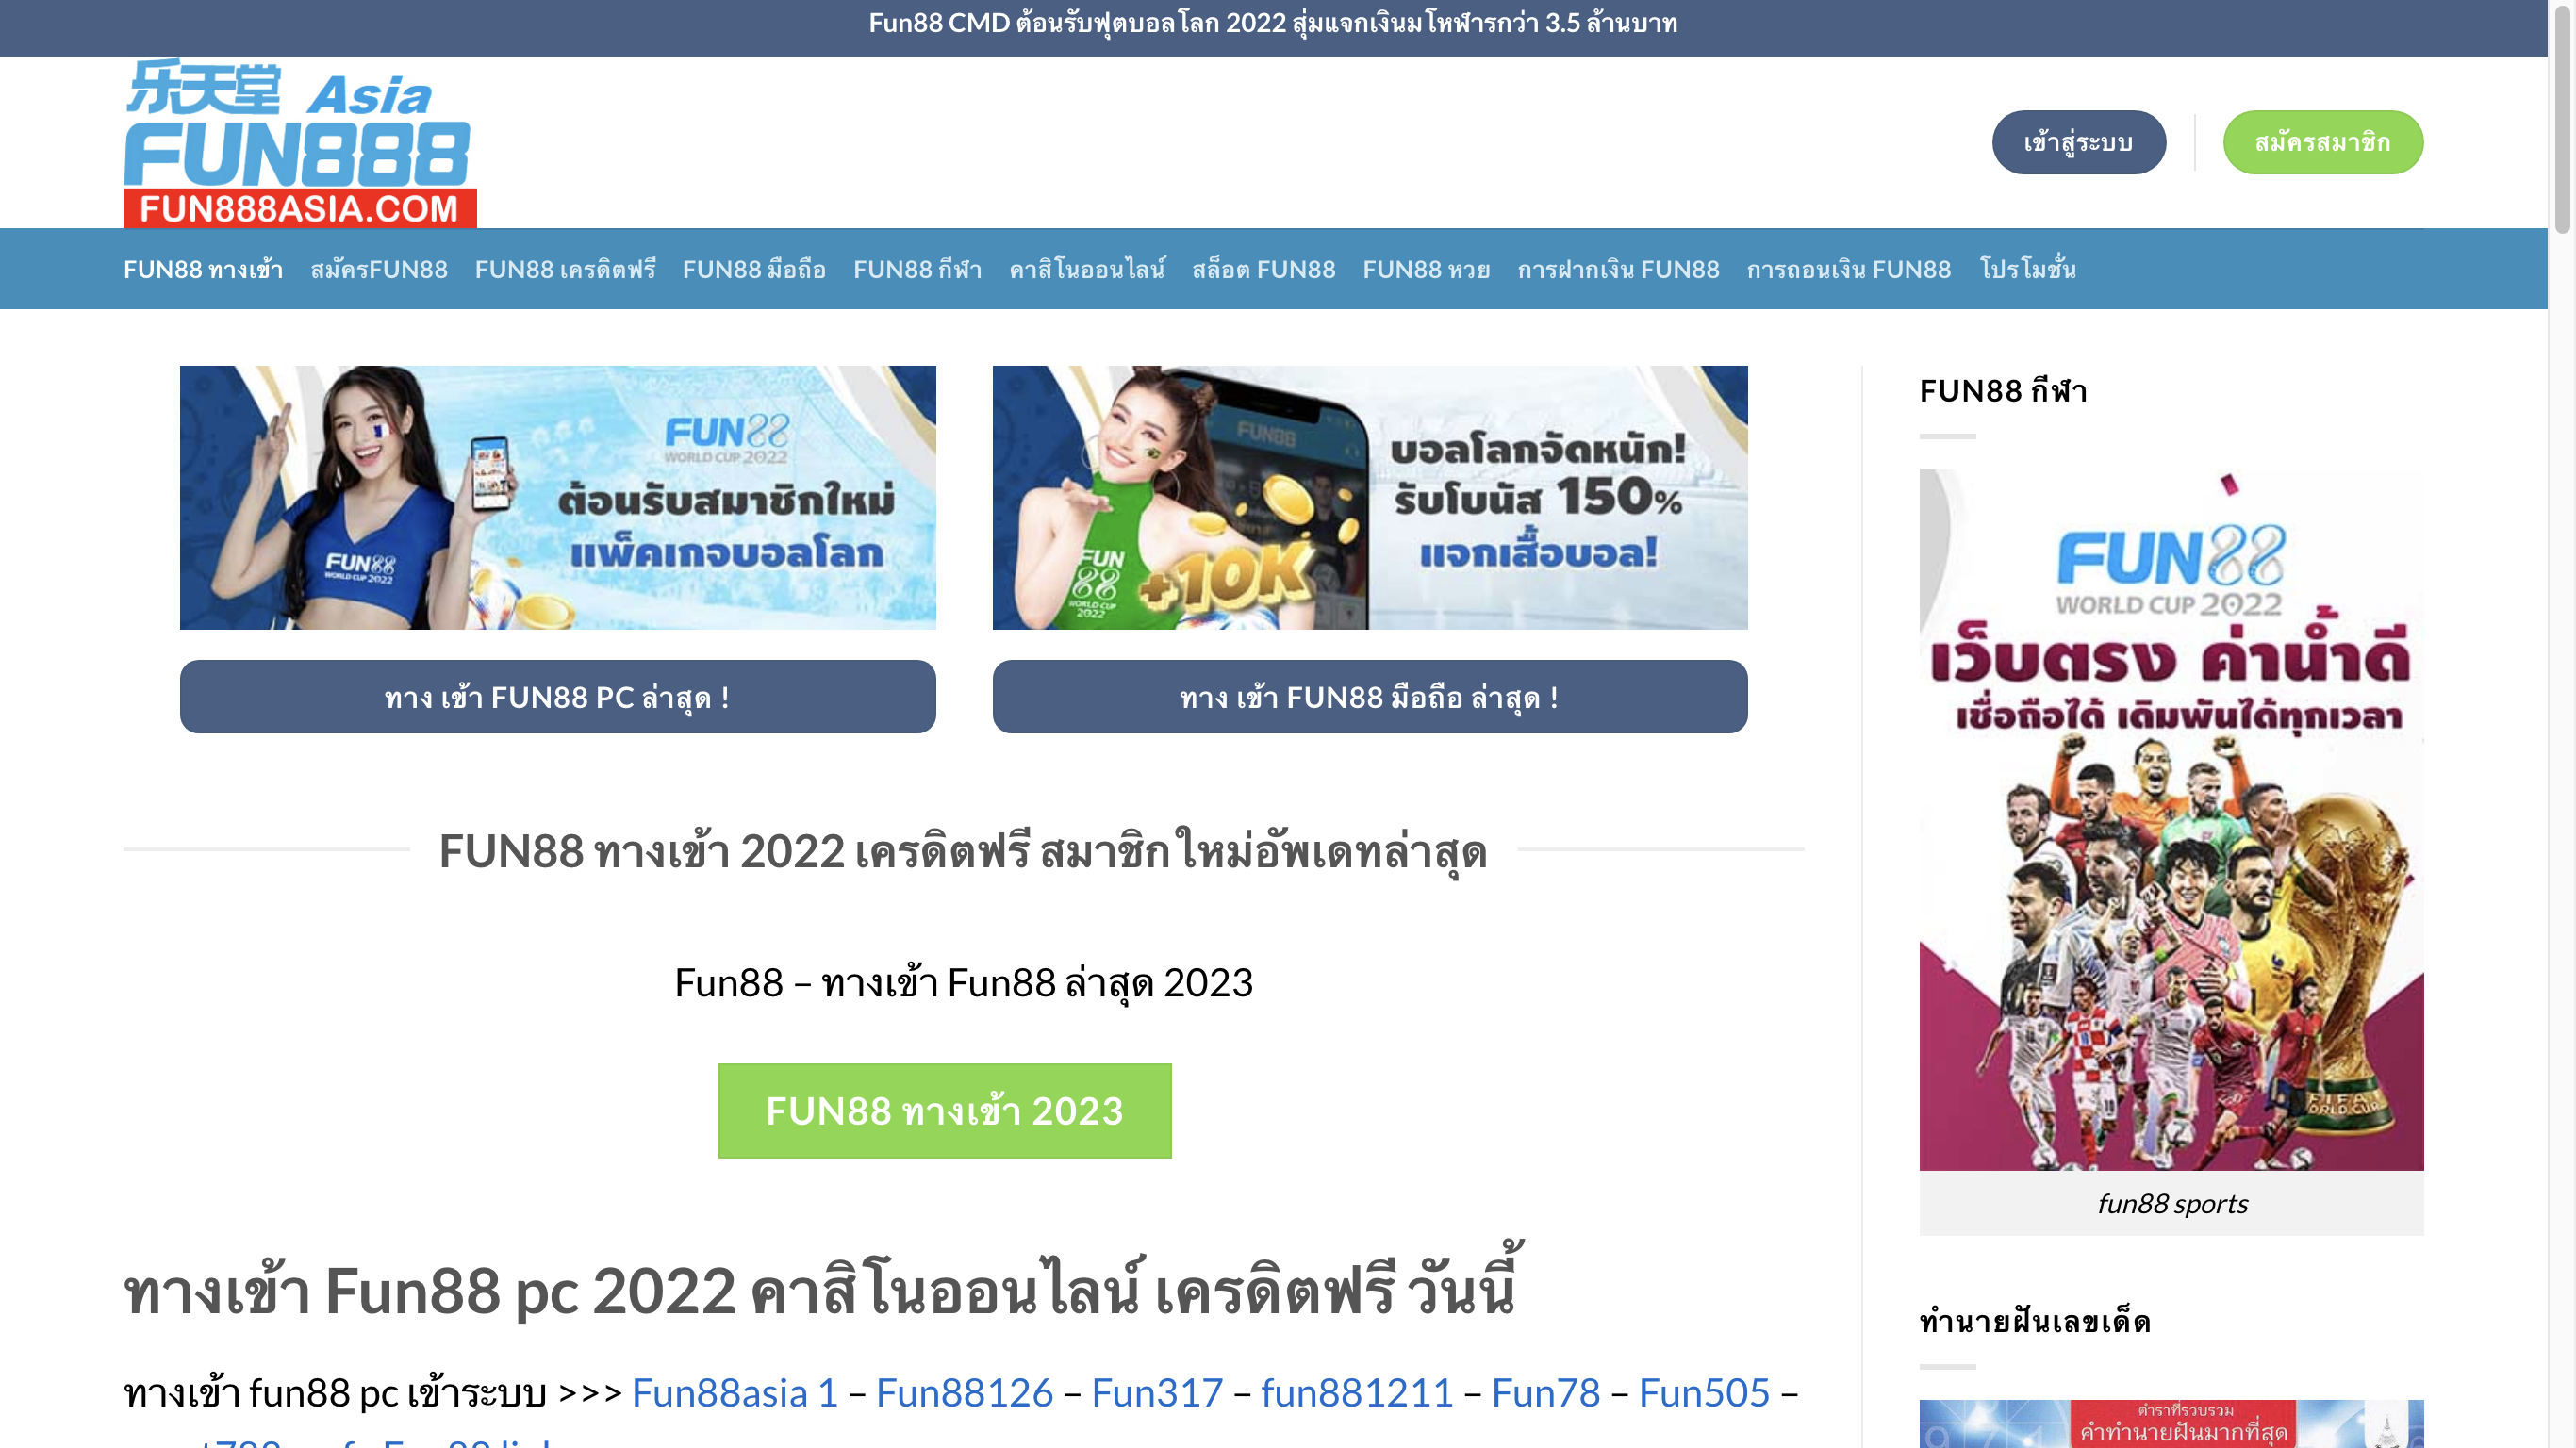 Fun88 CMD ต้อนรับฟุตบอลโลก 2022 สุ่มแจกเงินมโหฬารกว่า 3.5 ล้านบาท
乐天堂 Asia
FUN888
FUN888ASIA.COM
เข้าสู่ระบบ
สมัครสมาชิก
FUN88 ทางเข้า สมัครFUN88 FUN88 เครดิตฟรี FUN88 มือถือ FUN88 กีฬา คาสิโนออนไลน์ สล็อต FUN88 FUN88 หวย การฝากเงิน FUN88 การถอนเงิน FUN88 โปรโมชั่น
FUN88
WORLD CUP 2022
ต้อนรับสมาชิกใหม่
แพ็คเกจบอลโลก
FUN88
WORLD CUP 2022
FUN88
บอลโลกจัดหนัก!
รับโบนัส 150%
แจกเสื้อบอล!
+10K
FUN
88
WORLD CUP
2022
ทาง เข้า FUN88 PC ล่าสุด !
ทาง เข้า FUN88 มือถือ ล่าสุด !
FUN88 ทางเข้า 2022 เครดิตฟรี สมาชิกใหม่อัพเดทล่าสุด
Fun88 – ทางเข้า Fun88 ล่าสุด 2023
FUN88 ทางเข้า 2023
ทางเข้า Fun88 pc 2022 คาสิโนออนไลน์ เครดิตฟรี วันนี้
ทางเข้า fun88 pc เข้าระบบ >>> Fun88asia 1 – Fun88126 – Fun317 – fun881211 – Fun78 – Fun505 –
FUN88 กีฬา
FUN88
WORLD CUP 2022
เว็บตรง ค่าน้ำดี
เชื่อถือได้ เดิมพันได้ทุกเวลา
FIFA
WORLD CUP
fun88 sports
ทำนายฝันเลขเด็ด
ตำราที่รวบรวม
คำทำนายฝันมากที่สุด